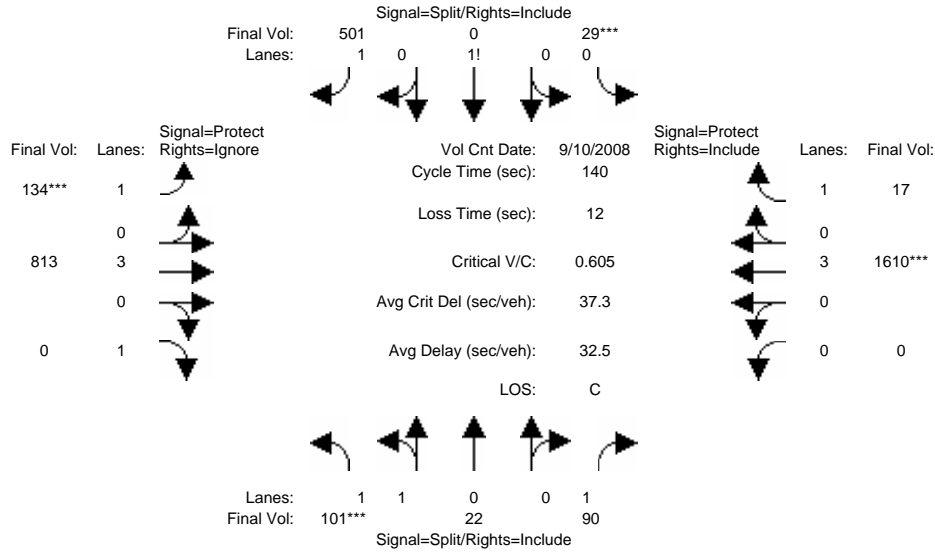 Signal=Split/Rights=Include
Final Vol: 501 0 29***
Lanes: 1 0 1! 0 0
Signal=Protect Signal=Protect
Final Vol: Lanes: Rights=Ignore Vol Cnt Date: 9/10/2008 Rights=Include Lanes: Final Vol:
Cycle Time (sec): 140
134*** 1 1 17
Loss Time (sec): 12
0 0
813 3 Critical V/C: 0.605 3 1610***
0 Avg Crit Del (sec/veh): 37.3 0
0 1 Avg Delay (sec/veh): 32.5 0 0
LOS: C
Lanes: 1 1 0 0 1
Final Vol: 101*** 22 90
Signal=Split/Rights=Include